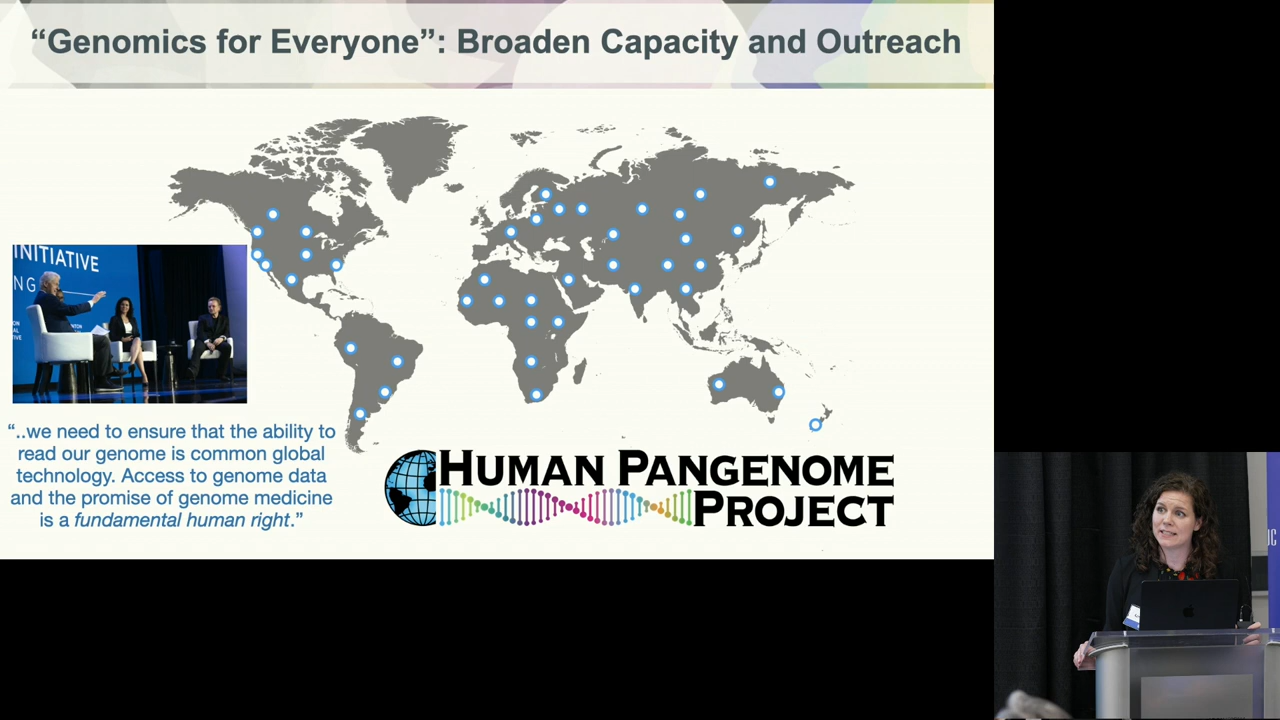 “Genomics for Everyone”: Broaden Capacity and Outreach
INITIATIVE
“..we need to ensure that the ability to
read our genome is common global
technology. Access to genome data
and the promise of genome medicine
is a fundamental human right.”
HUMAN PANGENOME
PROJECT